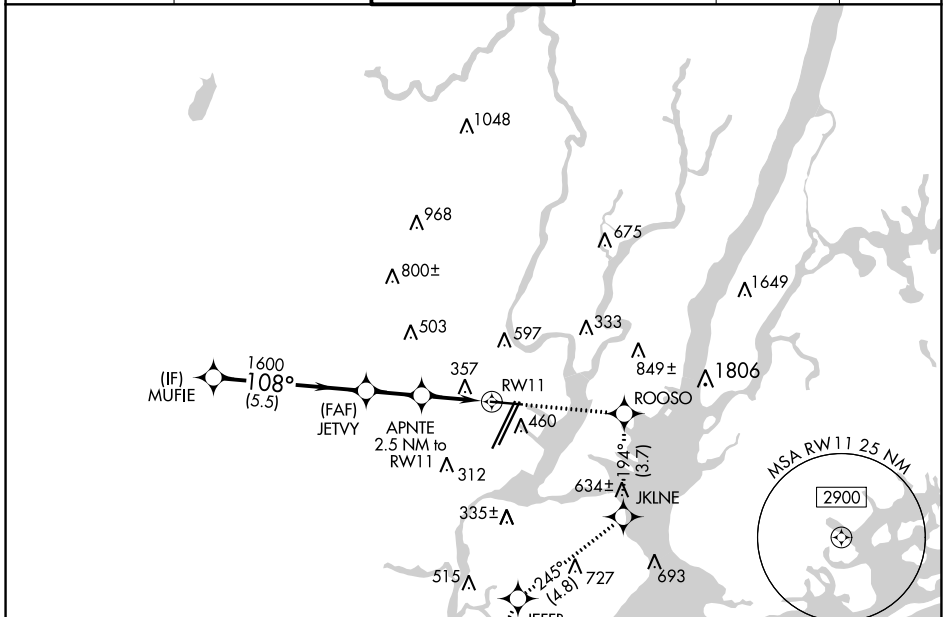 1048
968
675
800±
1649
503
597
333
849±
1806
1600
108°
(5.5)
(IF)
MUFIE
357
RW11
ROOSO
(FAF)
JETVY
APNTE
2.5 NM to
RW11
460
312
194°
(3.7)
MSA RW11 25 NM
2900
634±
JKLNE
335±
515
245°
(4.8)
727
693